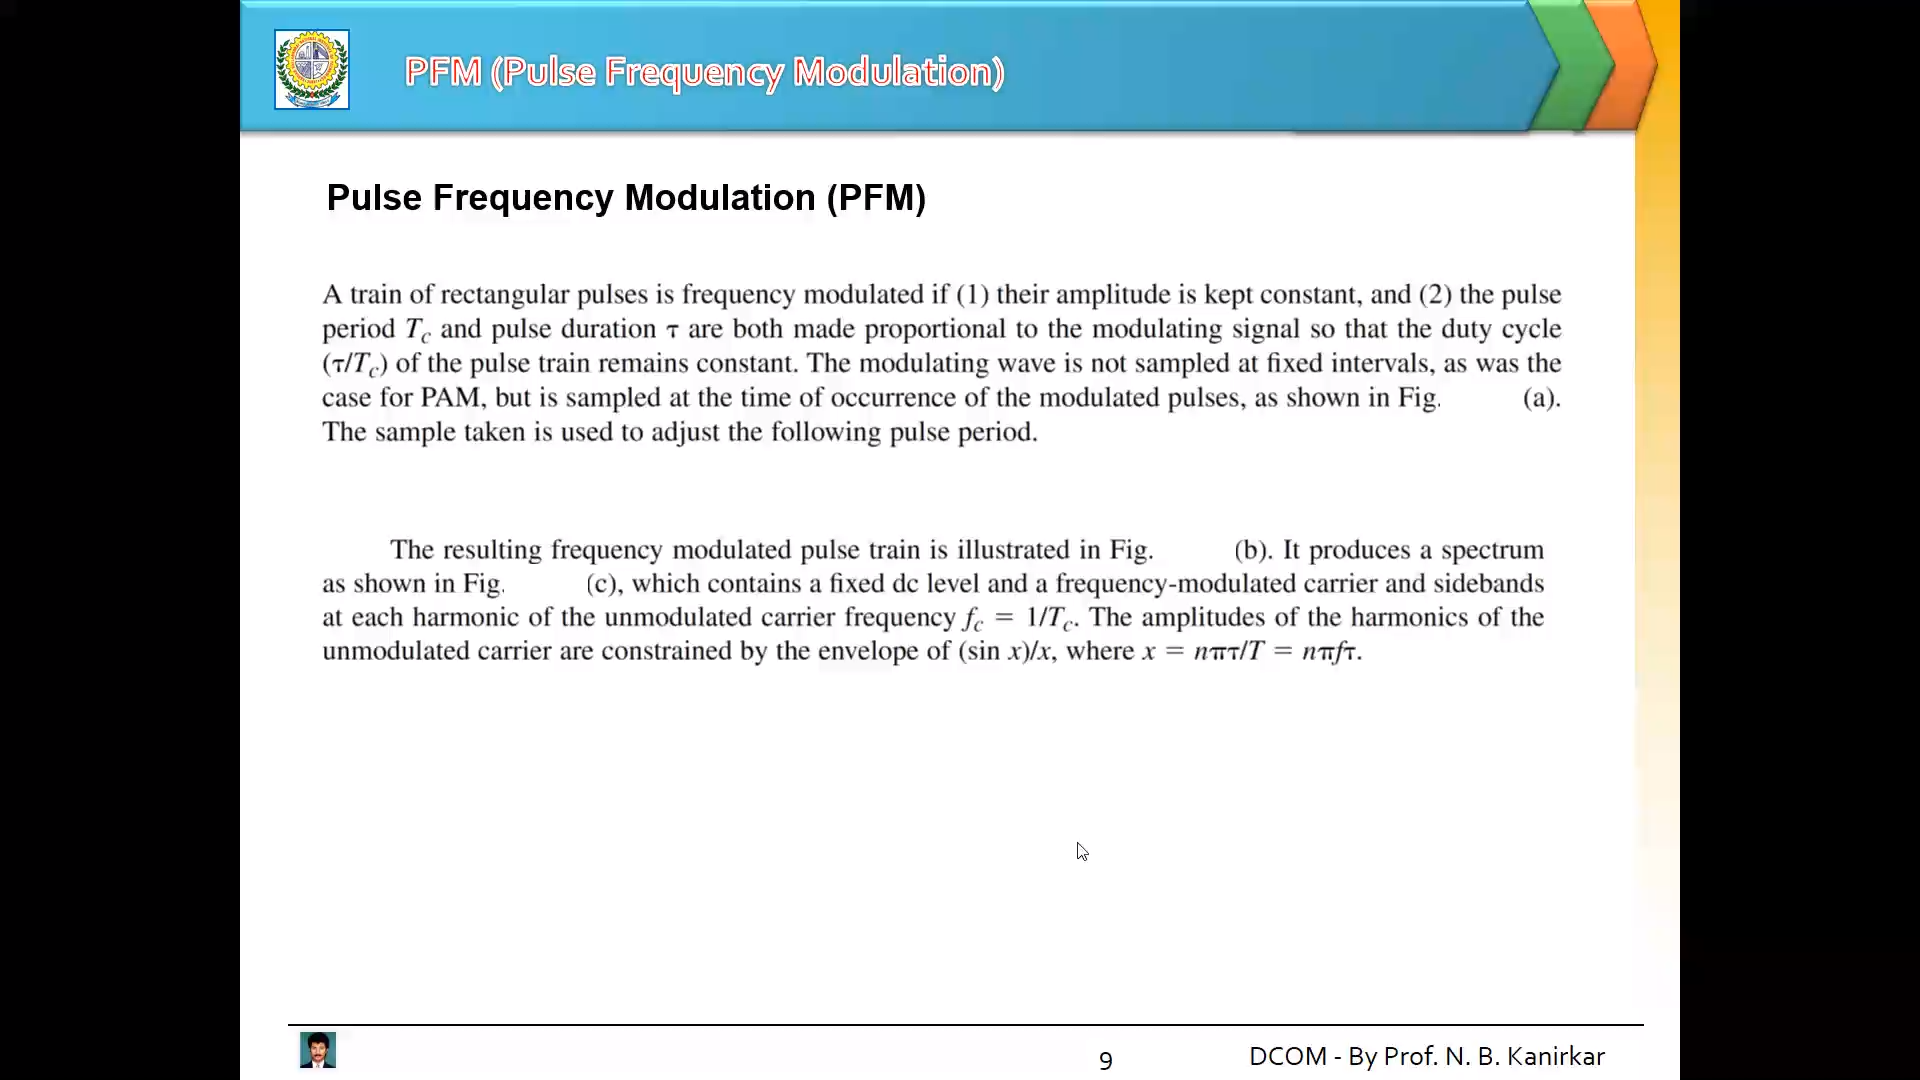 PFM (Pulse Frequency Modulation)
Pulse Frequency Modulation (PFM)
A train of rectangular pulses is frequency modulated if (1) their amplitude is kept constant, and (2) the pulse
period T_c and pulse duration τ are both made proportional to the modulating signal so that the duty cycle
(τ/T_c) of the pulse train remains constant. The modulating wave is not sampled at fixed intervals, as was the
case for PAM, but is sampled at the time of occurrence of the modulated pulses, as shown in Fig. (a).
The sample taken is used to adjust the following pulse period.
The resulting frequency modulated pulse train is illustrated in Fig. (b). It produces a spectrum
as shown in Fig. (c), which contains a fixed dc level and a frequency-modulated carrier and sidebands
at each harmonic of the unmodulated carrier frequency f_c = 1/T_c. The amplitudes of the harmonics of the
unmodulated carrier are constrained by the envelope of (sin x)/x, where x = nπτ/T = nπfτ.
9
DCOM - By Prof. N. B. Kanirkar